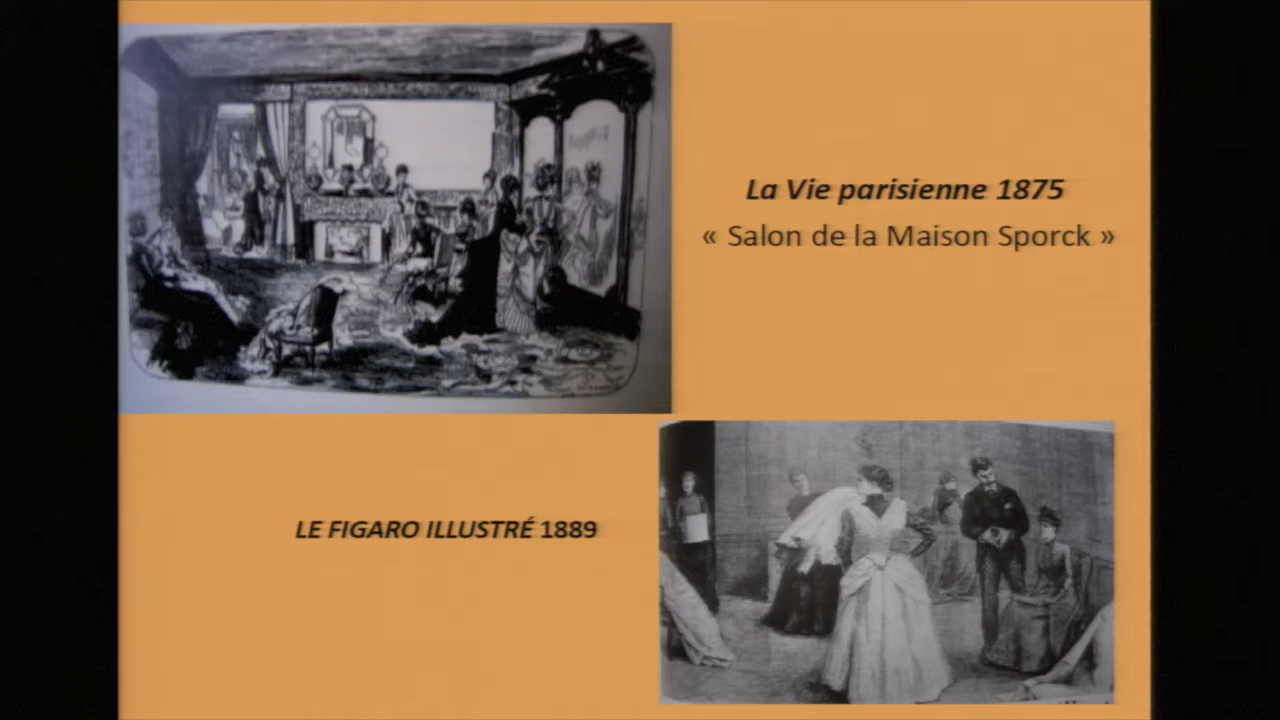 La Vie parisienne 1875
« Salon de la Maison Sporck »
LE FIGARO ILLUSTRÉ 1889